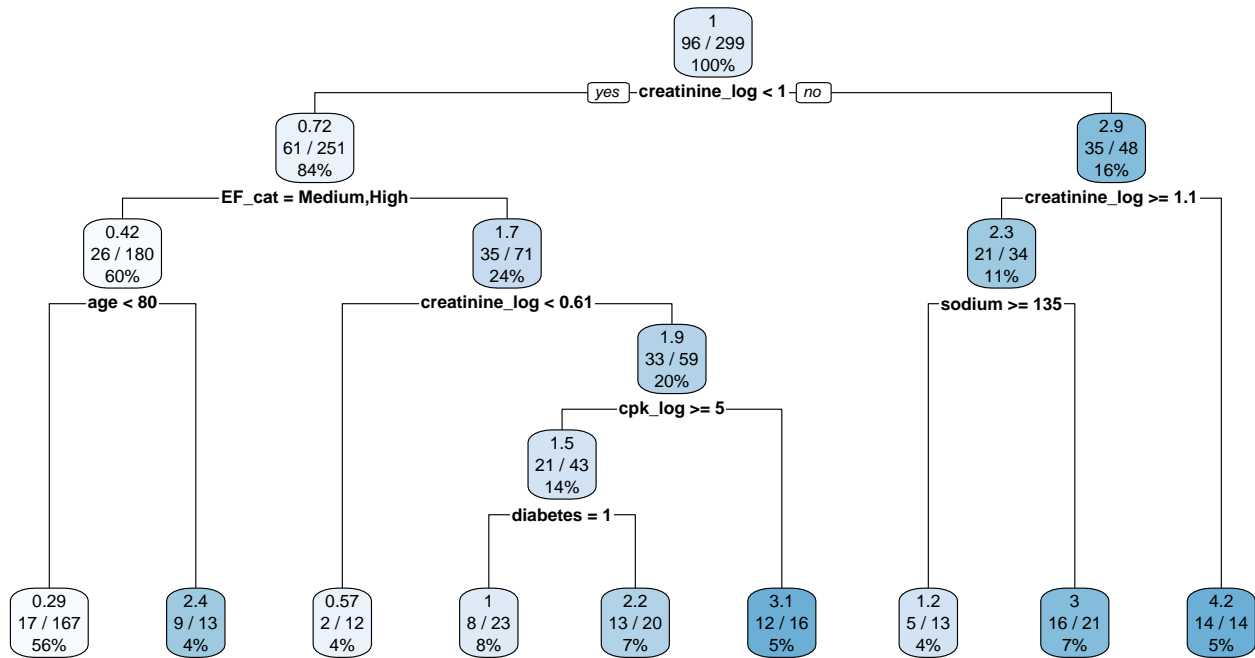 1
96 / 299
100%
yes creatinine_log < 1 no
0.72
61 / 251
84%
2.9
35 / 48
16%
EF_cat = Medium,High
creatinine_log >= 1.1
0.42
26 / 180
60%
1.7
35 / 71
24%
2.3
21 / 34
11%
age < 80
creatinine_log < 0.61
sodium >= 135
1.9
33 / 59
20%
cpk_log >= 5
1.5
21 / 43
14%
diabetes = 1
0.29
17 / 167
56%
2.4
9 / 13
4%
0.57
2 / 12
4%
1
8 / 23
8%
2.2
13 / 20
7%
3.1
12 / 16
5%
1.2
5 / 13
4%
3
16 / 21
7%
4.2
14 / 14
5%